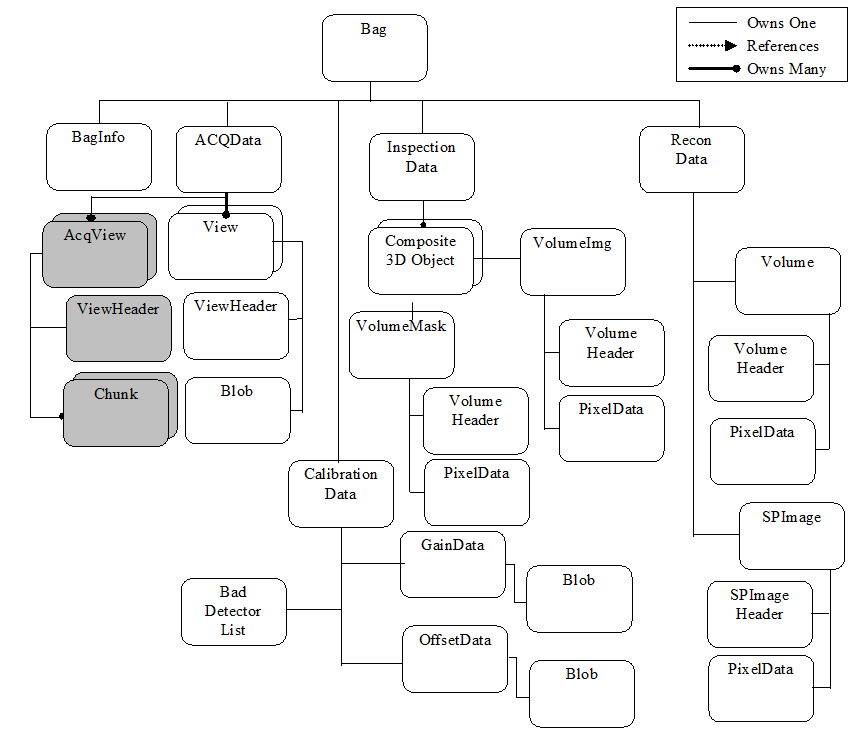 Bag
Owns One
References
Owns Many
BagInfo
ACQData
Inspection
Data
Recon
Data
AcqView
View
Composite
3D Object
VolumeImg
Volume
ViewHeader
ViewHeader
VolumeMask
Volume
Header
Volume
Header
Chunk
Blob
Volume
Header
PixelData
PixelData
Calibration
Data
PixelData
SPImage
GainData
Bad
Detector
List
Blob
SPImage
Header
OffsetData
Blob
PixelData